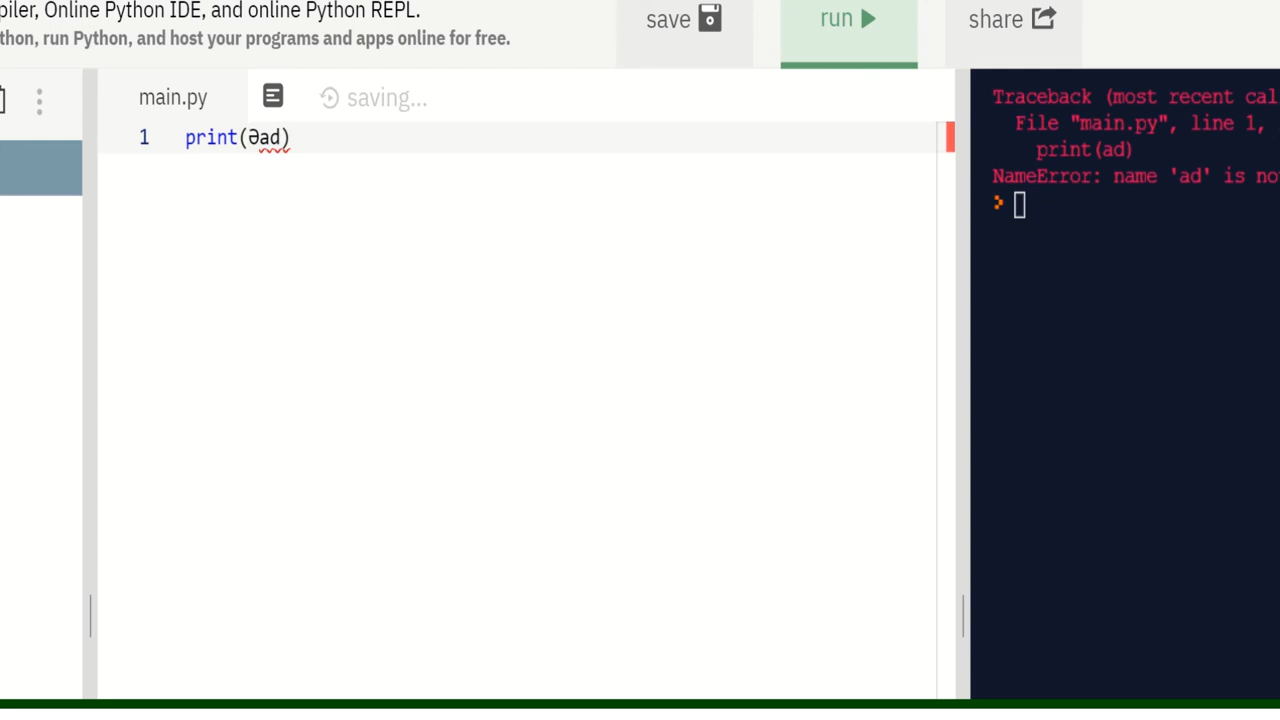 piler, Online Python IDE, and online Python REPL.
thon, run Python, and host your programs and apps online for free.
save
run
share
main.py
saving...
1 print(Əad)
Traceback (most recent cal
File "main.py", line 1,
print(ad)
NameError: name 'ad' is no